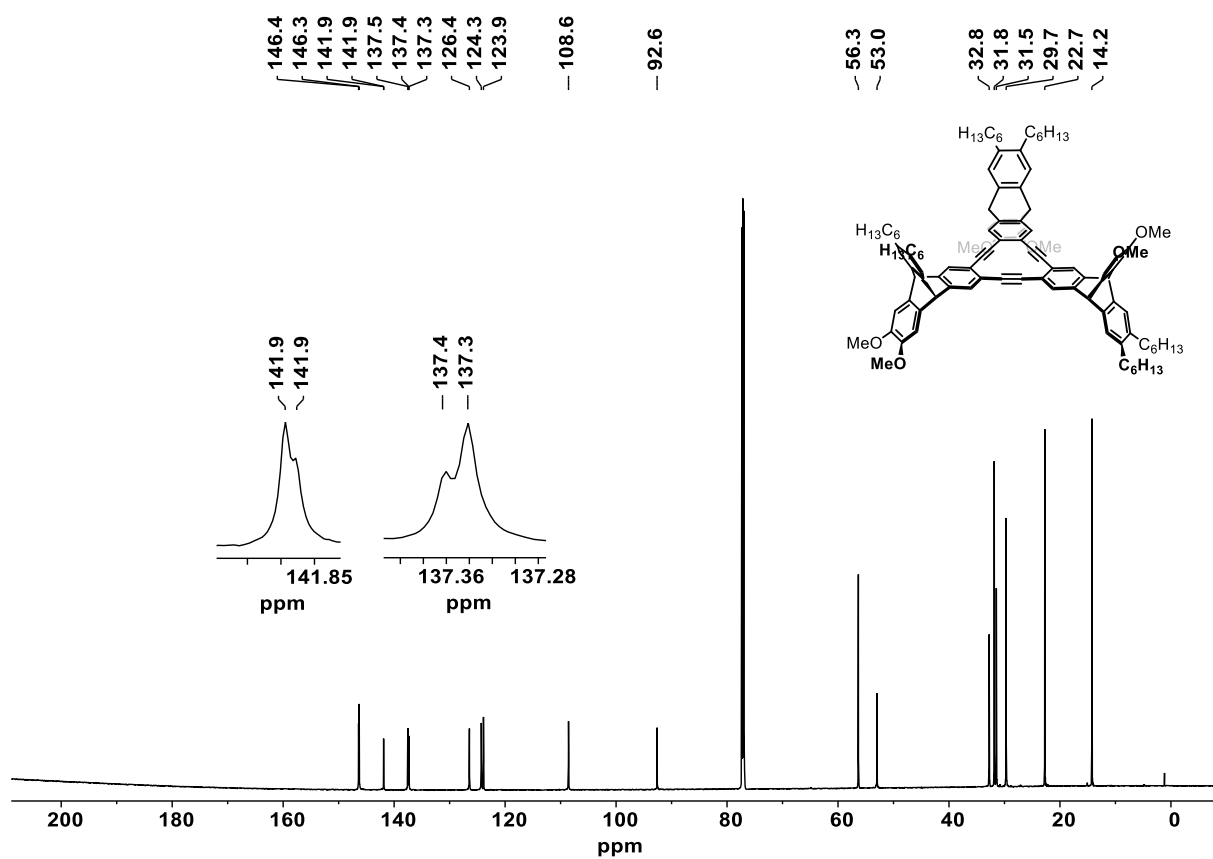 146.4
146.3
141.9
141.9
137.5
137.4
137.3
126.4
124.3
123.9
108.6
92.6
56.3
53.0
32.8
31.8
31.5
29.7
22.7
14.2
H₁₃C₆ C₆H₁₃
H₁₃C₆ OMe
H₁₃C₆ MeO OMe OMe
MeO C₆H₁₃
MeO C₆H₁₃
141.9
141.9
137.4
137.3
141.85 137.36 137.28
ppm ppm
200 180 160 140 120 100 80 60 40 20 0
ppm